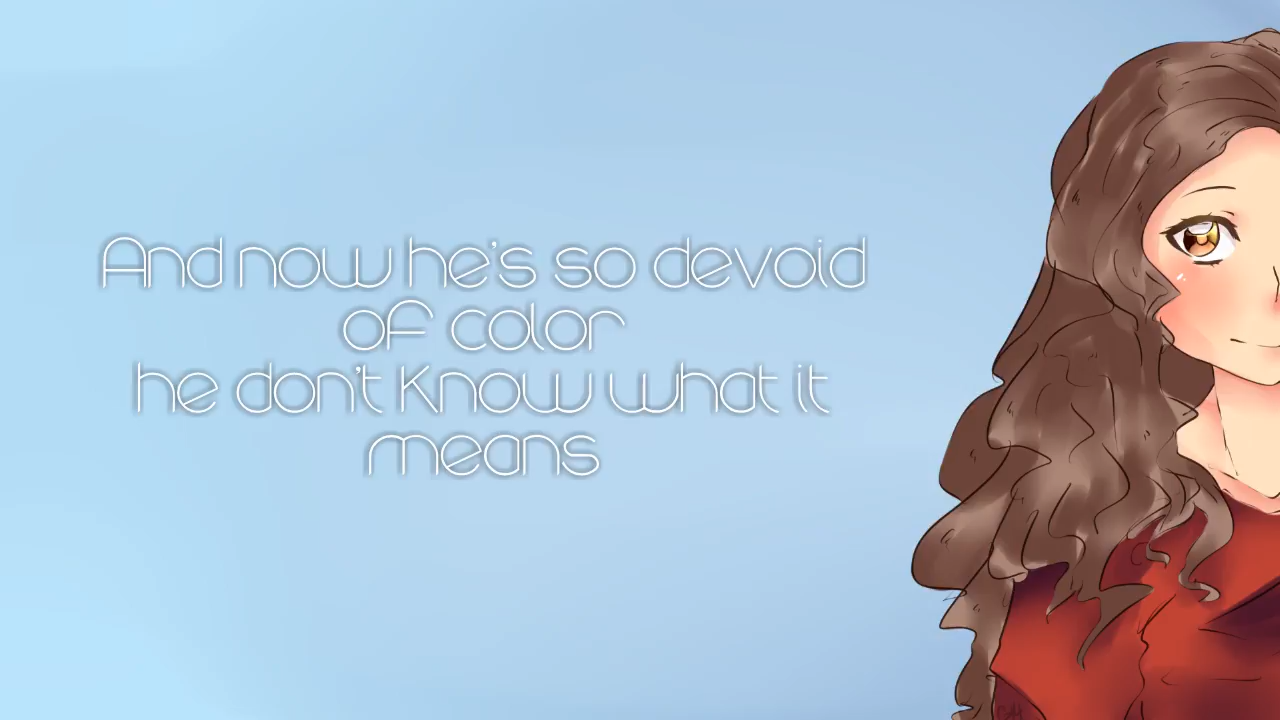 And now he's so devoid
of color
he don't know what it
means